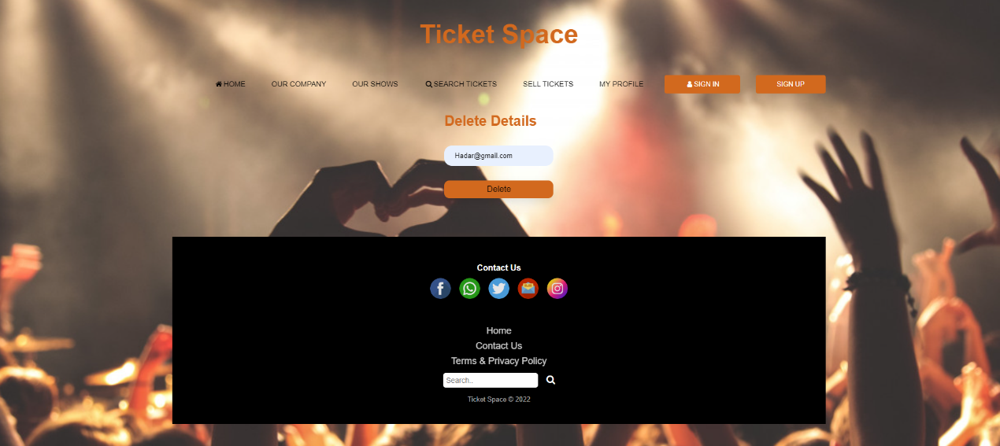 Ticket Space
HOME OUR COMPANY OUR SHOWS SEARCH TICKETS SELL TICKETS MY PROFILE SIGN IN SIGN UP
Delete Details
Hadar@gmail.com
Delete
Contact Us
Home
Contact Us
Terms & Privacy Policy
Search..
Ticket Space © 2022